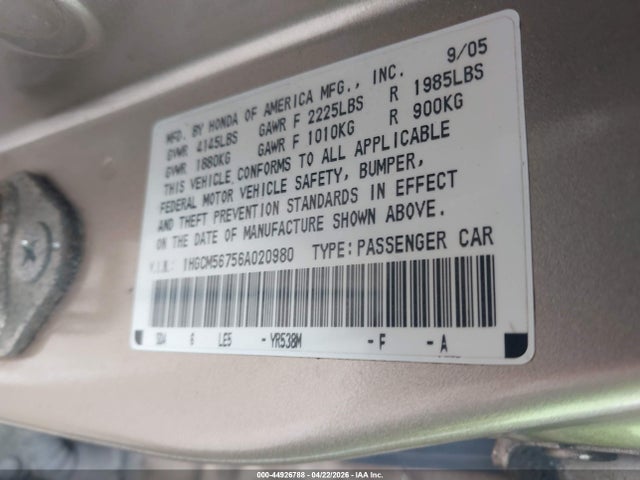 9/05
MFD. BY HONDA OF AMERICA MFG., INC.
GVWR 4145LBS GAWR F 2225LBS R 1985LBS
GVWR 1880KG GAWR F 1010KG R 900KG
THIS VEHICLE CONFORMS TO ALL APPLICABLE
FEDERAL MOTOR VEHICLE SAFETY, BUMPER,
AND THEFT PREVENTION STANDARDS IN EFFECT
ON THE DATE OF MANUFACTURE SHOWN ABOVE.
V.I.N.: 1HGCM56756A020980 TYPE: PASSENGER CAR
SDA 6 LE5 - YR538M - F - A
000-44926788 04/22/2026 IAA Inc.